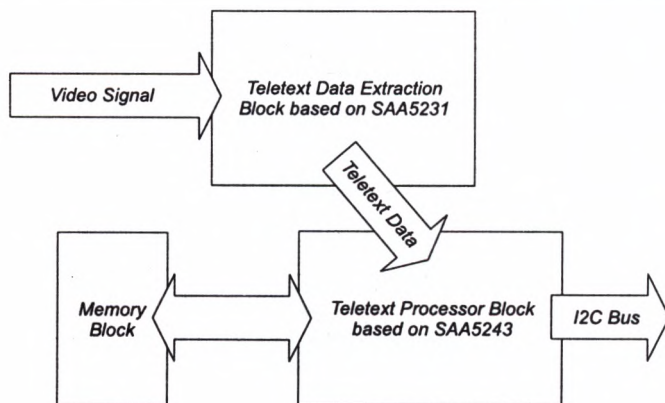 Video Signal
Teletext Data Extraction
Block based on SAA5231
Teletext Data
Memory
Block
Teletext Processor Block
based on SAA5243
I2C Bus